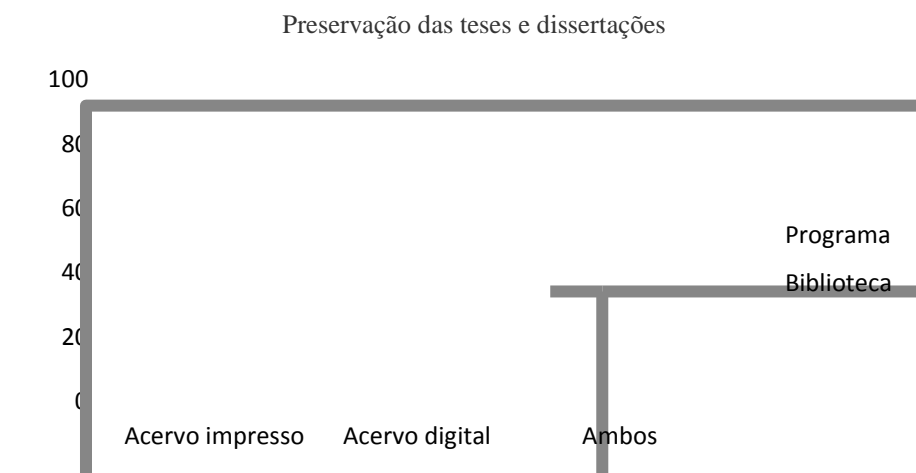 Preservação das teses e dissertações
100
80
60
40
20
0
Programa
Biblioteca
Acervo impresso Acervo digital Ambos